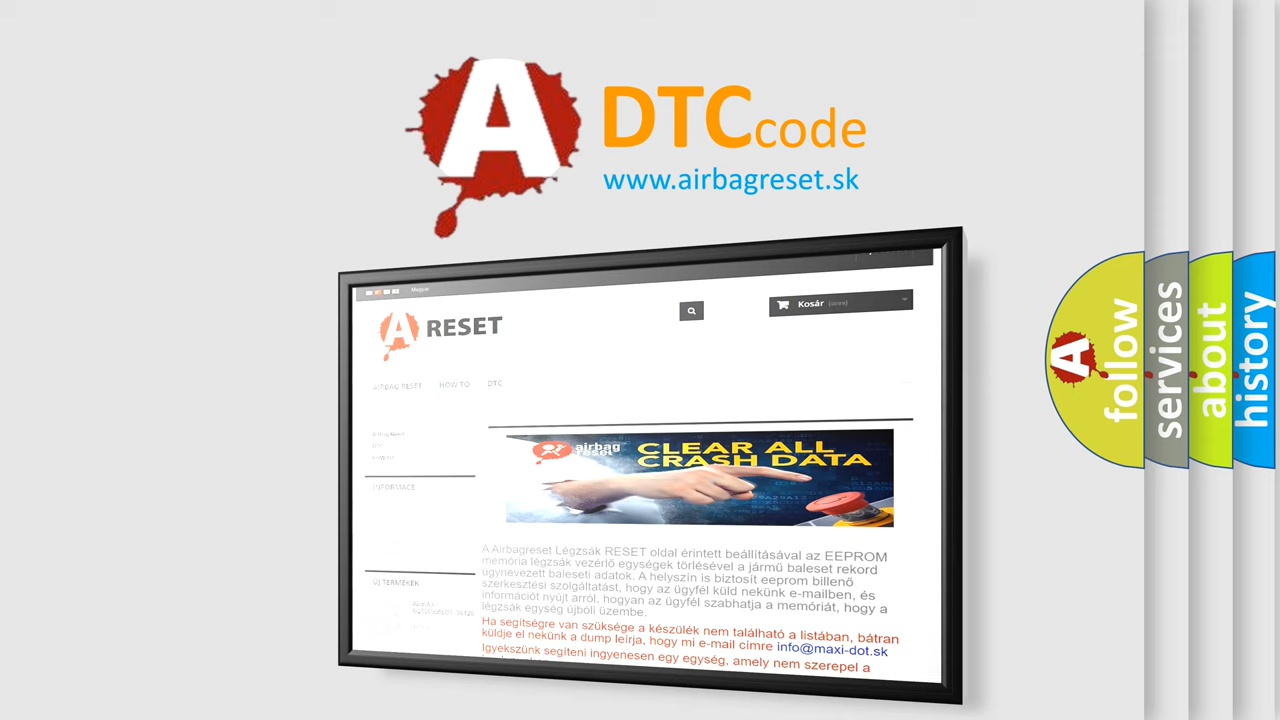 A
DTCcode
www.airbagreset.sk
Magyar
A RESET
Kosár (üres)
AIRBAG RESET HOW TO DTC
INFORMACE
ÚJ TERMÉKEK
airbag
reset
CLEAR ALL
CRASH DATA
A Airbagreset Légzsák RESET oldal érintett beállításával az EEPROM
memória légzsák vezérlő egységek törlésével a jármű baleset rekord
úgynevezett baleseti adatok. A helyszín is biztosít eeprom billenő
szerkesztési szolgáltatást, hogy az ügyfél küld nekünk e-mailben, és
információt nyújt arról, hogyan az ügyfél szabhatja a memóriát, hogy a
légzsák egység újbóli üzembe.
Ha segítségre van szüksége a készülék nem található a listában, bátran
küldje el nekünk a dump leírja, hogy mi e-mail címre info@maxi-dot.sk
Igyekszünk segíteni ingyenesen egy egység, amely nem szerepel a
A
follow
services
about
history